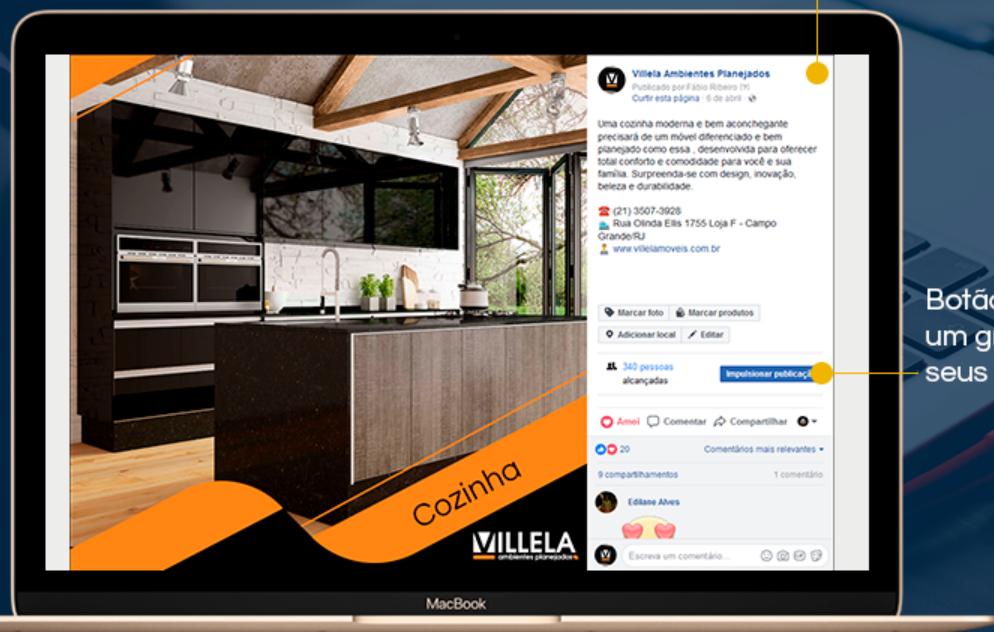 Villela Ambientes Planejados
Publicado por Fábio Ribeiro [?]
Curtir esta página · 6 de abril ·
Uma cozinha moderna e bem aconchegante
precisará de um móvel diferenciado e bem
planejado como essa , desenvolvida para oferecer
total conforto e comodidade para você e sua
família. Surpreenda-se com design, inovação,
beleza e durabilidade.
(21) 3507-3928
Rua Olinda Ellis 1755 Loja F - Campo
Grande/RJ
www.villelamoveis.com.br
Marcar foto Marcar produtos
Adicionar local Editar
340 pessoas
alcançadas
Impulsionar publicaç
Amei Comentar Compartilhar
20 Comentários mais relevantes
9 compartilhamentos 1 comentário
Edilane Alves
Escreva um comentário...
Cozinha
VILLELA
ambientes planejados
MacBook
Botão
um g
seus